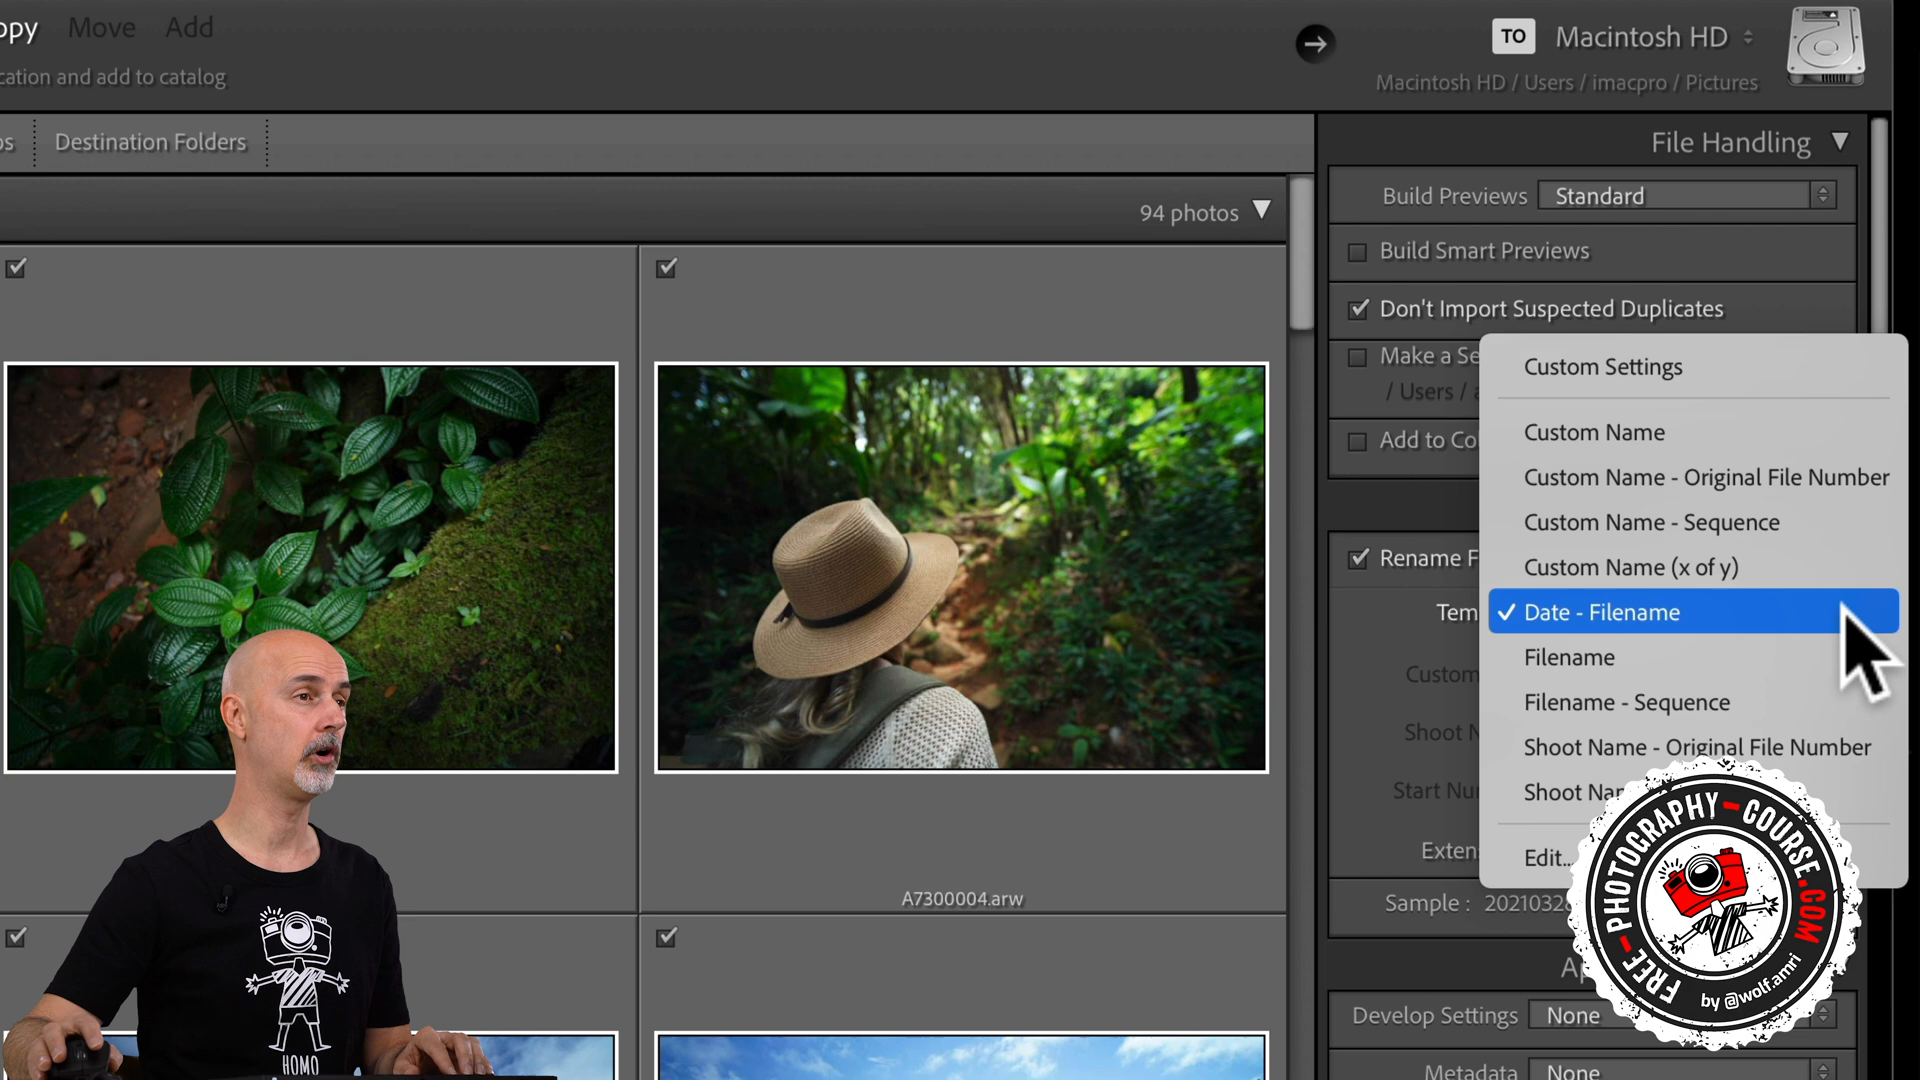 opy Move Add
TO Macintosh HD
cation and add to catalog
Macintosh HD / Users / imacpro / Pictures
os Destination Folders
File Handling
94 photos
Build Previews Standard
Build Smart Previews
Don't Import Suspected Duplicates
Make a Se
/ Users / a
Add to Co
Custom Settings
Custom Name
Custom Name - Original File Number
Custom Name - Sequence
Custom Name (x of y)
Rename F
Tem
Date - Filename
Filename
Custom
Filename - Sequence
Shoot N
Shoot Name - Original File Number
Start Nu
Shoot Nam
Exten
Edit...
A7300004.arw
Sample : 20210328
FREE-PHOTOGRAPHY-COURSE.COM
by @wolf.amri
Ap
Develop Settings None
Metadata None
HOMO